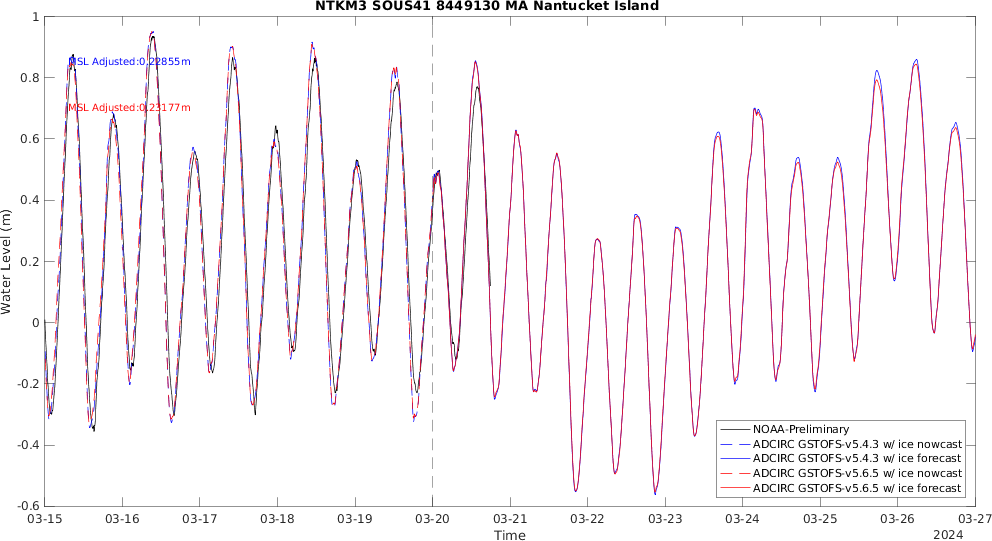 NTKM3 SOUS41 8449130 MA Nantucket Island
1
0.8
0.6
0.4
0.2
0
-0.2
-0.4
-0.6
Water Level (m)
MSL Adjusted:0.22855m
MSL Adjusted:0.23177m
NOAA-Preliminary
ADCIRC GSTOFS-v5.4.3 w/ ice nowcast
ADCIRC GSTOFS-v5.4.3 w/ ice forecast
ADCIRC GSTOFS-v5.6.5 w/ ice nowcast
ADCIRC GSTOFS-v5.6.5 w/ ice forecast
03-15 03-16 03-17 03-18 03-19 03-20 03-21 03-22 03-23 03-24 03-25 03-26 03-27
Time
2024